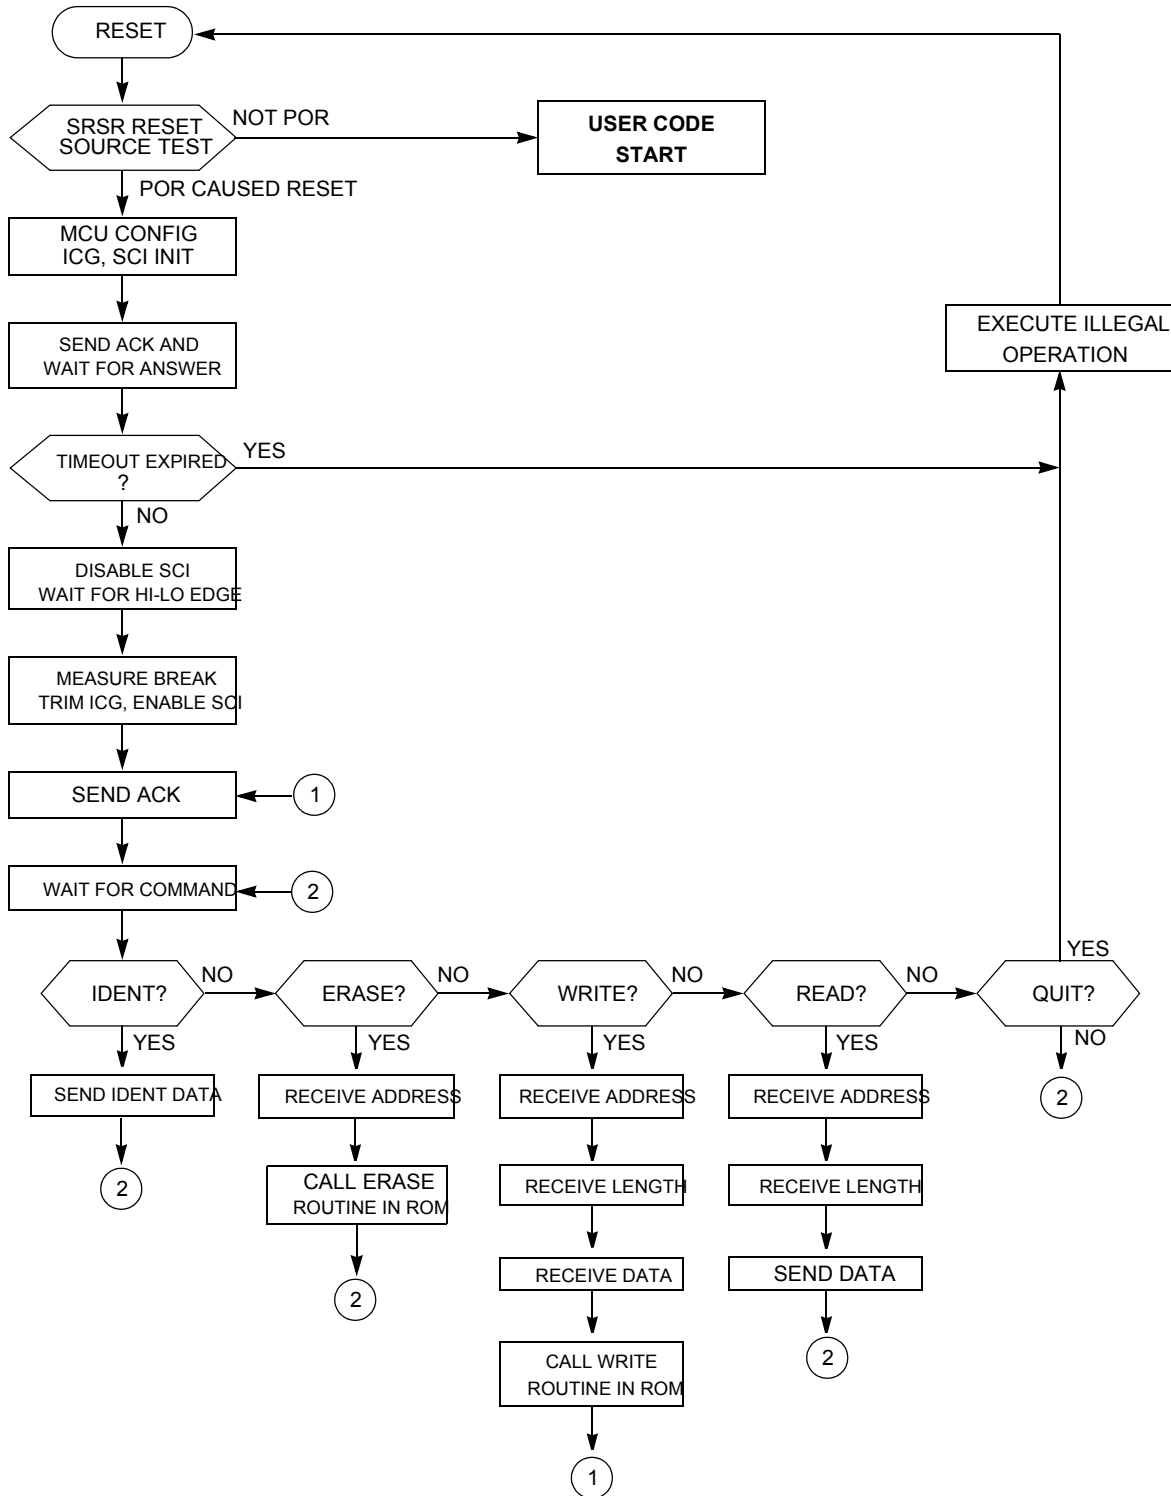 RESET
SRSR RESET
SOURCE TEST
NOT POR
USER CODE
START
POR CAUSED RESET
MCU CONFIG
ICG, SCI INIT
EXECUTE ILLEGAL
OPERATION
SEND ACK AND
WAIT FOR ANSWER
TIMEOUT EXPIRED
?
YES
NO
DISABLE SCI
WAIT FOR HI-LO EDGE
MEASURE BREAK
TRIM ICG, ENABLE SCI
SEND ACK
1
WAIT FOR COMMAND
2
IDENT?
NO
ERASE?
NO
WRITE?
NO
READ?
NO
QUIT?
YES
YES
YES
YES
YES
NO
SEND IDENT DATA
RECEIVE ADDRESS
RECEIVE ADDRESS
RECEIVE ADDRESS
2
2
CALL ERASE
ROUTINE IN ROM
RECEIVE LENGTH
RECEIVE LENGTH
2
RECEIVE DATA
SEND DATA
CALL WRITE
ROUTINE IN ROM
2
1